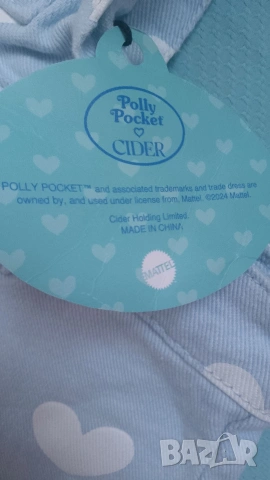 Polly
Pocket
CIDER
POLLY POCKET™ and associated trademarks and trade dress are
owned by, and used under license from, Mattel. ©2024 Mattel.
Cider Holding Limited.
MADE IN CHINA
MATTEL
BAZAR.BG